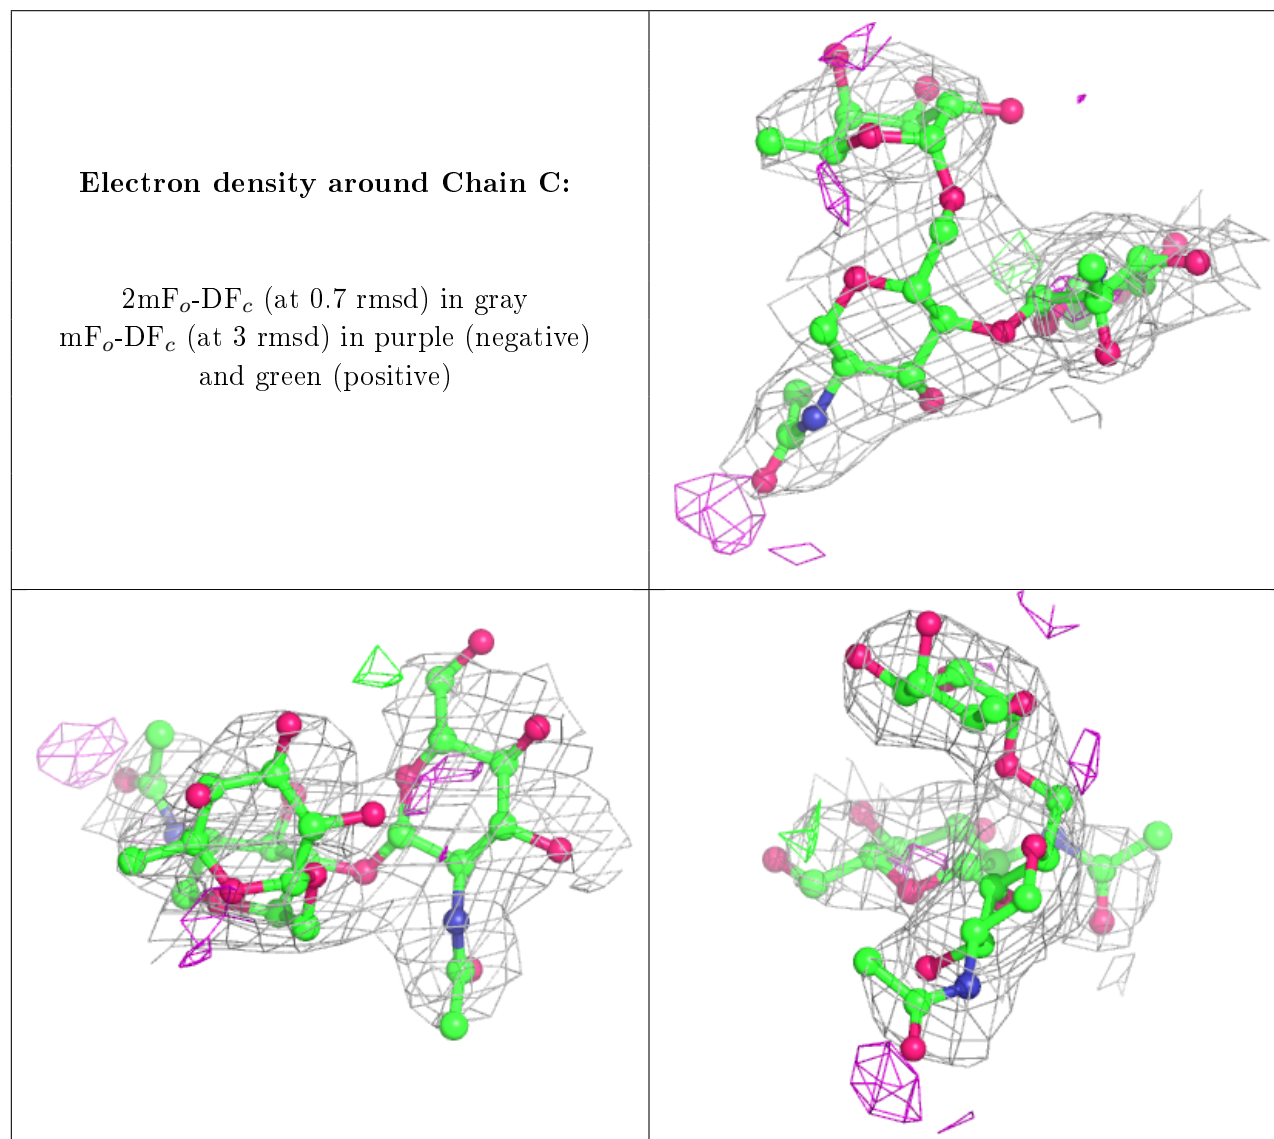 Electron density around Chain C:
2mFₒ-DF𝒸 (at 0.7 rmsd) in gray
mFₒ-DF𝒸 (at 3 rmsd) in purple (negative)
and green (positive)